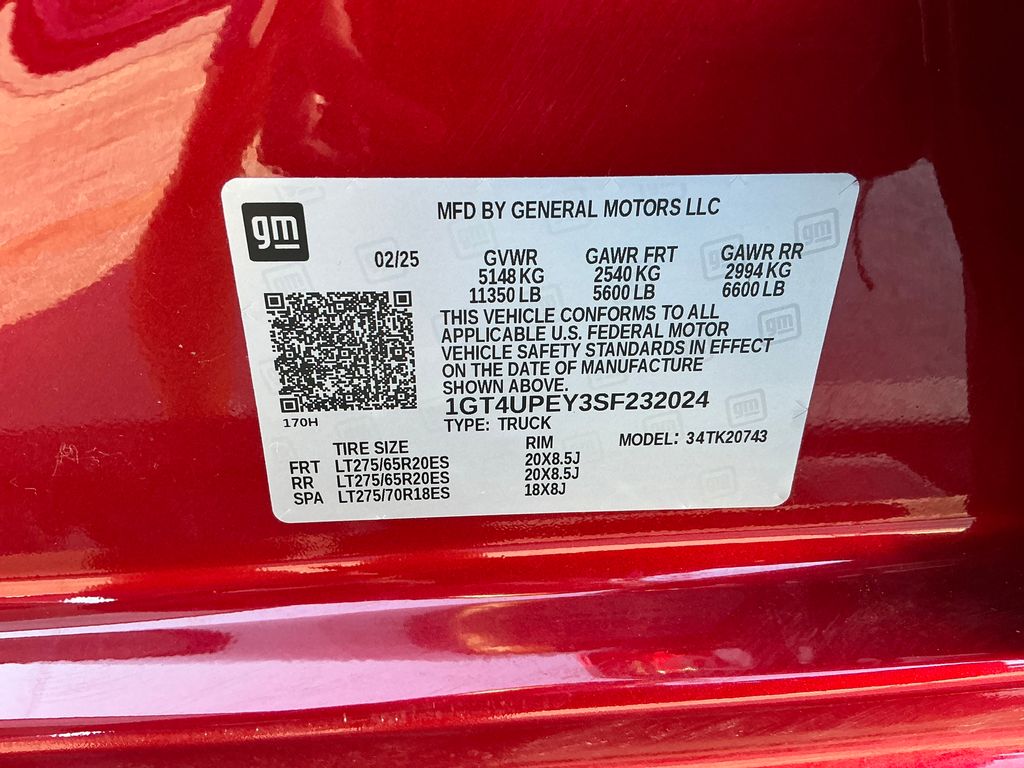 gm
MFD BY GENERAL MOTORS LLC
02/25 GVWR GAWR FRT GAWR RR
5148 KG 2540 KG 2994 KG
11350 LB 5600 LB 6600 LB
THIS VEHICLE CONFORMS TO ALL
APPLICABLE U.S. FEDERAL MOTOR
VEHICLE SAFETY STANDARDS IN EFFECT
ON THE DATE OF MANUFACTURE
SHOWN ABOVE.
1GT4UPEY3SF232024
170H
TYPE: TRUCK
TIRE SIZE RIM MODEL: 34TK20743
FRT LT275/65R20ES 20X8.5J
RR LT275/65R20ES 20X8.5J
SPA LT275/70R18ES 18X8J